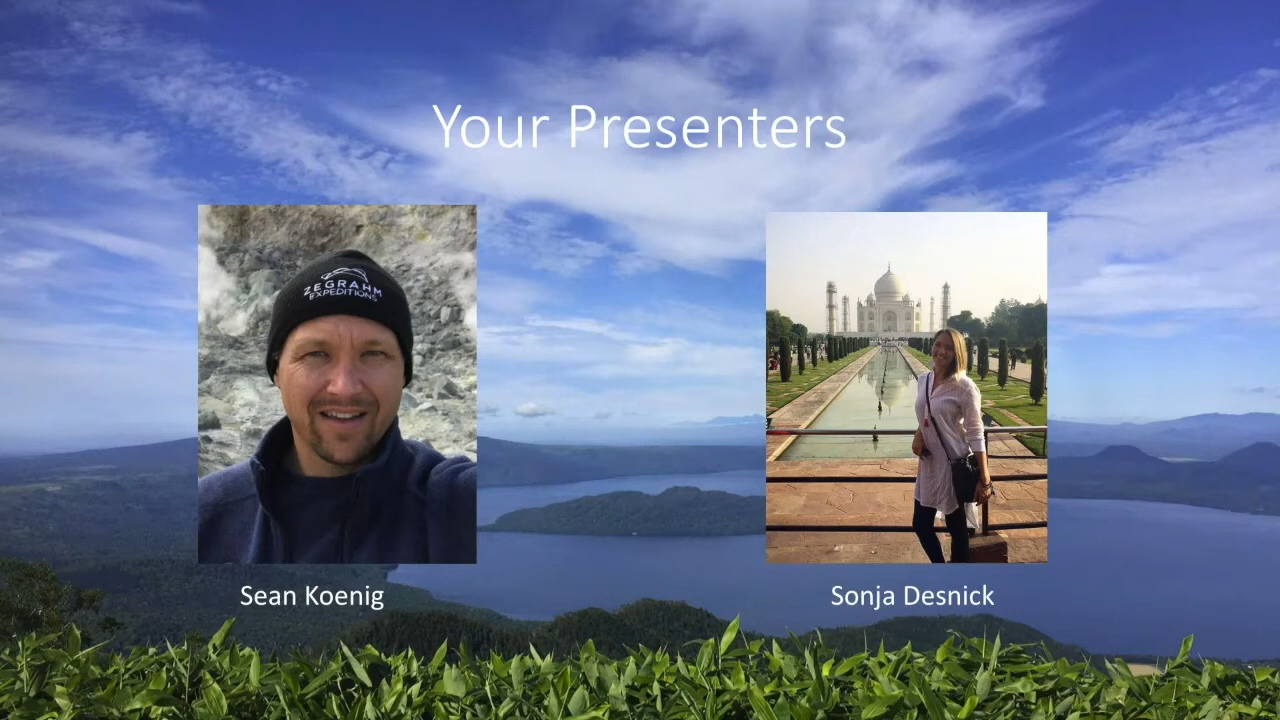 Your Presenters
ZEGRAHM
EXPEDITIONS
Sean Koenig
Sonja Desnick